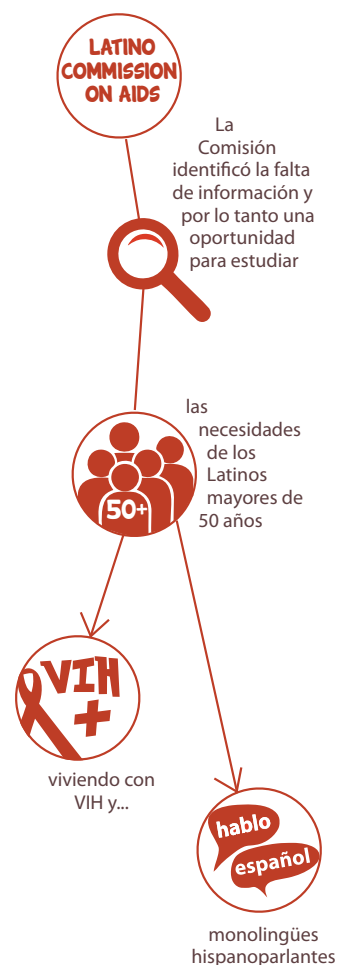 LATINO
COMMISSION
ON AIDS
La
Comisión
identificó la falta
de información y
por lo tanto una
oportunidad
para estudiar
las
necesidades
de los
Latinos
mayores de
50 años
50+
VIH
+
viviendo con
VIH y...
hablo
español
monolingües
hispanoparlantes